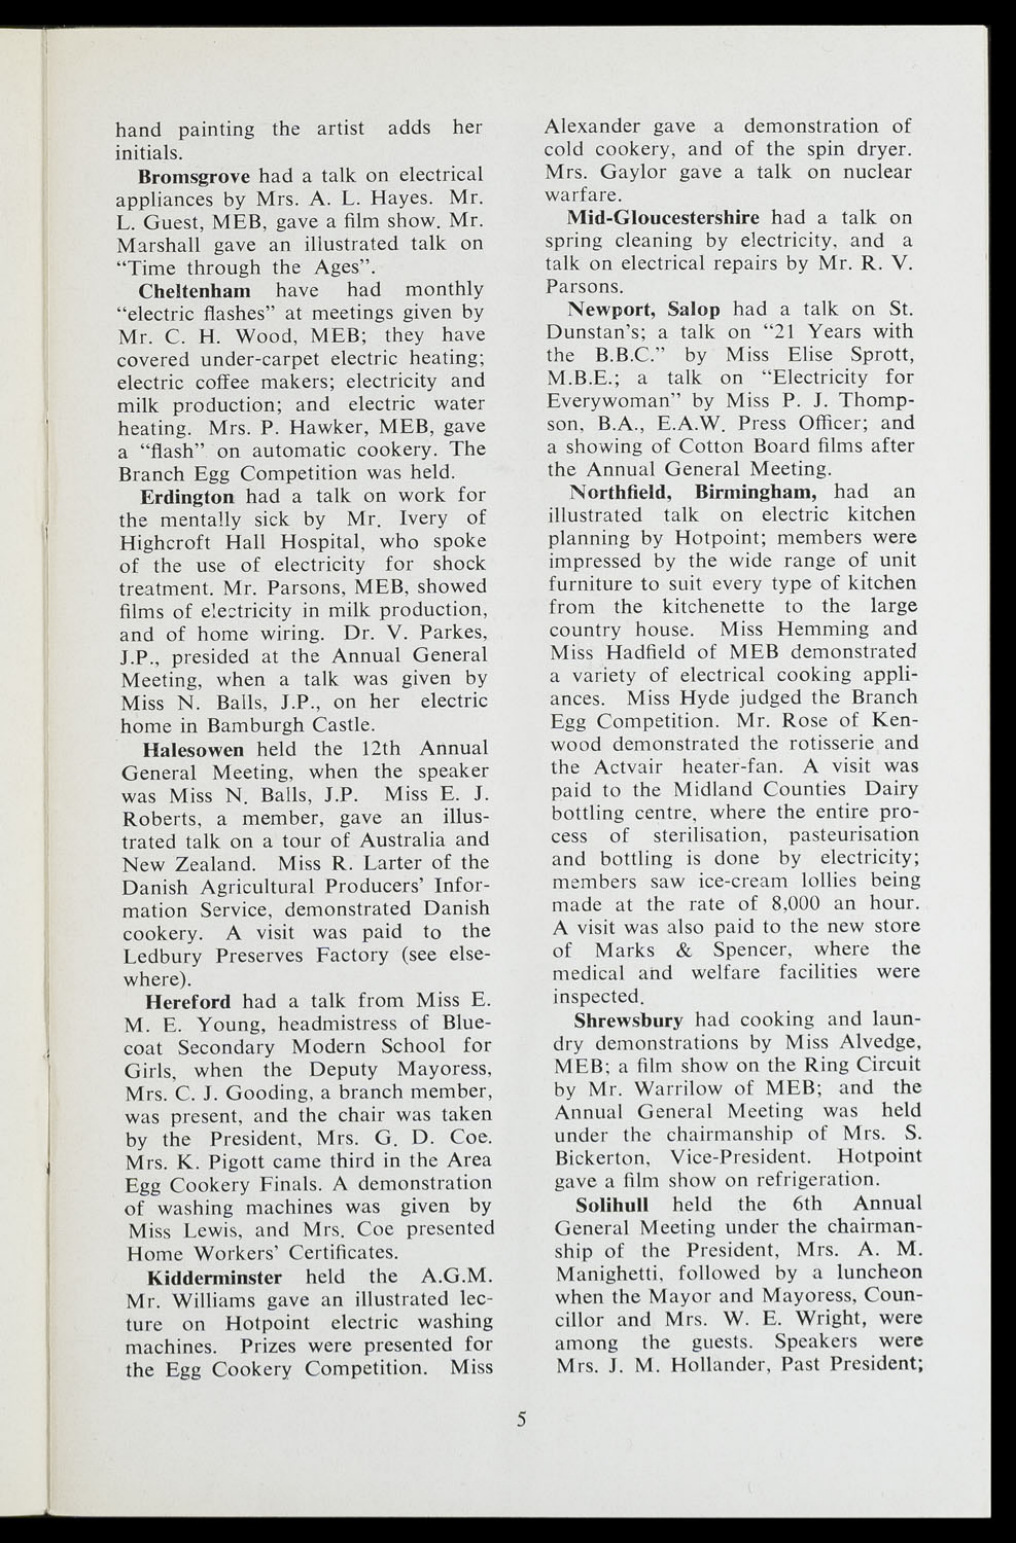 hand painting the artist adds her
initials.
Bromsgrove had a talk on electrical
appliances by Mrs. A. L. Hayes. Mr.
L. Guest, MEB, gave a film show. Mr.
Marshall gave an illustrated talk on
“Time through the Ages”.
Cheltenham have had monthly
“electric flashes” at meetings given by
Mr. C. H. Wood, MEB; they have
covered under-carpet electric heating;
electric coffee makers; electricity and
milk production; and electric water
heating. Mrs. P. Hawker, MEB, gave
a “flash” on automatic cookery. The
Branch Egg Competition was held.
Erdington had a talk on work for
the mentally sick by Mr. Ivery of
Highcroft Hall Hospital, who spoke
of the use of electricity for shock
treatment. Mr. Parsons, MEB, showed
films of electricity in milk production,
and of home wiring. Dr. V. Parkes,
J.P., presided at the Annual General
Meeting, when a talk was given by
Miss N. Balls, J.P., on her electric
home in Bamburgh Castle.
Halesowen held the 12th Annual
General Meeting, when the speaker
was Miss N. Balls, J.P. Miss E. J.
Roberts, a member, gave an illus-
trated talk on a tour of Australia and
New Zealand. Miss R. Larter of the
Danish Agricultural Producers’ Infor-
mation Service, demonstrated Danish
cookery. A visit was paid to the
Ledbury Preserves Factory (see else-
where).
Hereford had a talk from Miss E.
M. E. Young, headmistress of Blue-
coat Secondary Modern School for
Girls, when the Deputy Mayoress,
Mrs. C. J. Gooding, a branch member,
was present, and the chair was taken
by the President, Mrs. G. D. Coe.
Mrs. K. Pigott came third in the Area
Egg Cookery Finals. A demonstration
of washing machines was given by
Miss Lewis, and Mrs. Coe presented
Home Workers’ Certificates.
Kidderminster held the A.G.M.
Mr. Williams gave an illustrated lec-
ture on Hotpoint electric washing
machines. Prizes were presented for
the Egg Cookery Competition. Miss
Alexander gave a demonstration of
cold cookery, and of the spin dryer.
Mrs. Gaylor gave a talk on nuclear
warfare.
Mid-Gloucestershire had a talk on
spring cleaning by electricity, and a
talk on electrical repairs by Mr. R. V.
Parsons.
Newport, Salop had a talk on St.
Dunstan’s; a talk on “21 Years with
the B.B.C.” by Miss Elise Sprott,
M.B.E.; a talk on “Electricity for
Everywoman” by Miss P. J. Thomp-
son, B.A., E.A.W. Press Officer; and
a showing of Cotton Board films after
the Annual General Meeting.
Northfield, Birmingham, had an
illustrated talk on electric kitchen
planning by Hotpoint; members were
impressed by the wide range of unit
furniture to suit every type of kitchen
from the kitchenette to the large
country house. Miss Hemming and
Miss Hadfield of MEB demonstrated
a variety of electrical cooking appli-
ances. Miss Hyde judged the Branch
Egg Competition. Mr. Rose of Ken-
wood demonstrated the rotisserie and
the Actvair heater-fan. A visit was
paid to the Midland Counties Dairy
bottling centre, where the entire pro-
cess of sterilisation, pasteurisation
and bottling is done by electricity;
members saw ice-cream lollies being
made at the rate of 8,000 an hour.
A visit was also paid to the new store
of Marks & Spencer, where the
medical and welfare facilities were
inspected.
Shrewsbury had cooking and laun-
dry demonstrations by Miss Alvedge,
MEB; a film show on the Ring Circuit
by Mr. Warrilow of MEB; and the
Annual General Meeting was held
under the chairmanship of Mrs. S.
Bickerton, Vice-President. Hotpoint
gave a film show on refrigeration.
Solihull held the 6th Annual
General Meeting under the chairman-
ship of the President, Mrs. A. M.
Manighetti, followed by a luncheon
when the Mayor and Mayoress, Coun-
cillor and Mrs. W. E. Wright, were
among the guests. Speakers were
Mrs. J. M. Hollander, Past President;
5